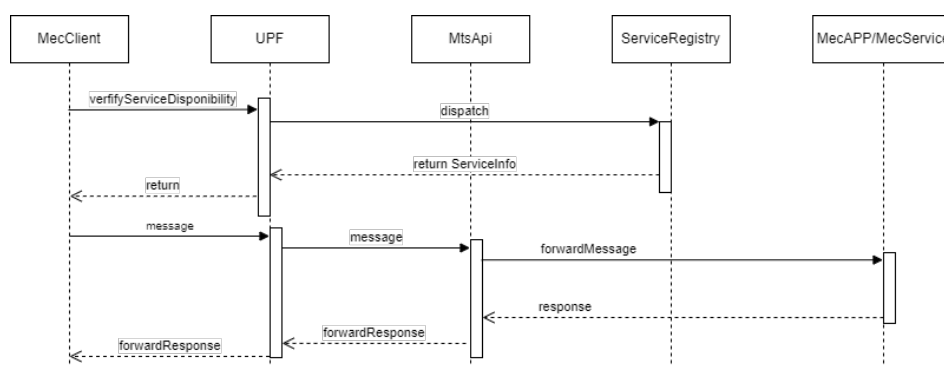 MecClient
UPF
MtsApi
ServiceRegistry
MecAPP/MecService
verfifyServiceDisponibility
dispatch
return ServiceInfo
return
message
message
forwardMessage
response
forwardResponse
forwardResponse